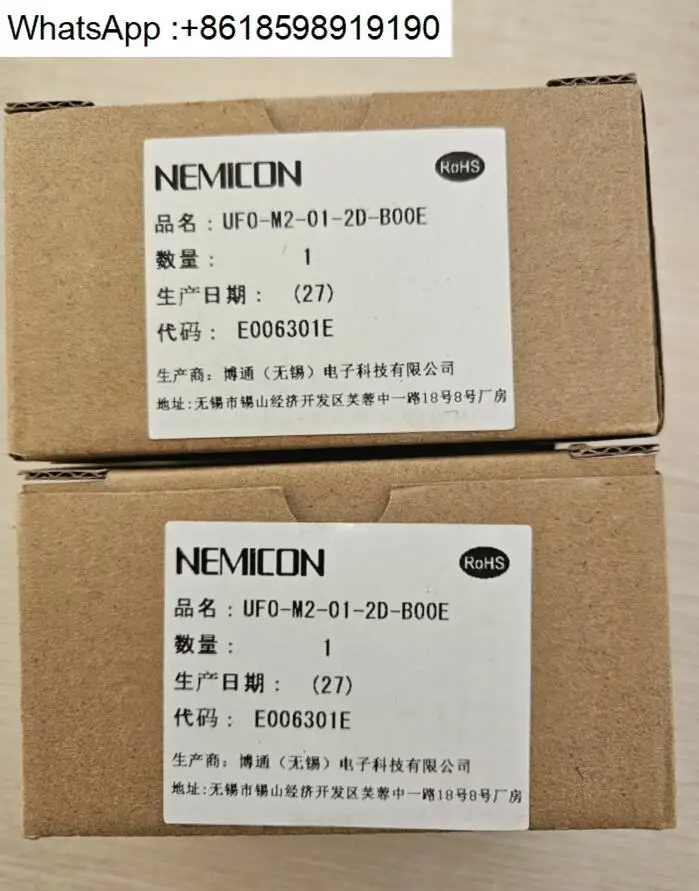 WhatsApp :+8618598919190
NEMICON
RoHS
品名：UFO-M2-01-2D-B00E
数量： 1
生产日期： (27)
代码： E006301E
生产商：博通（无锡）电子科技有限公司
地址:无锡市锡山经济开发区芙蓉中一路18号8号厂房
NEMICON
RoHS
品名：UFO-M2-01-2D-B00E
数量： 1
生产日期： (27)
代码： E006301E
生产商：博通（无锡）电子科技有限公司
地址:无锡市锡山经济开发区芙蓉中一路18号8号厂房